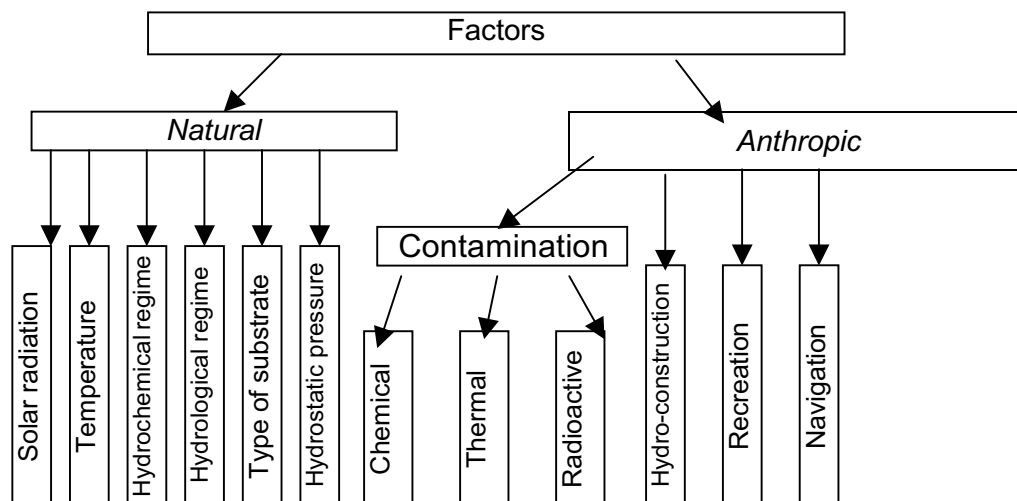 Factors
Natural
Anthropic
Contamination
Solar radiation
Temperature
Hydrochemical regime
Hydrological regime
Type of substrate
Hydrostatic pressure
Chemical
Thermal
Radioactive
Hydro-construction
Recreation
Navigation